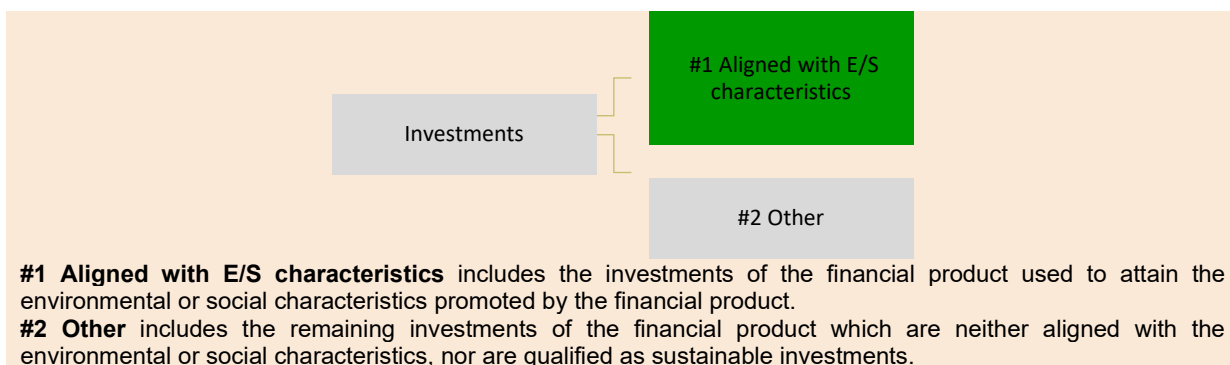 #1 Aligned with E/S
characteristics
Investments
#2 Other
#1 Aligned with E/S characteristics includes the investments of the financial product used to attain the
environmental or social characteristics promoted by the financial product.
#2 Other includes the remaining investments of the financial product which are neither aligned with the
environmental or social characteristics, nor are qualified as sustainable investments.